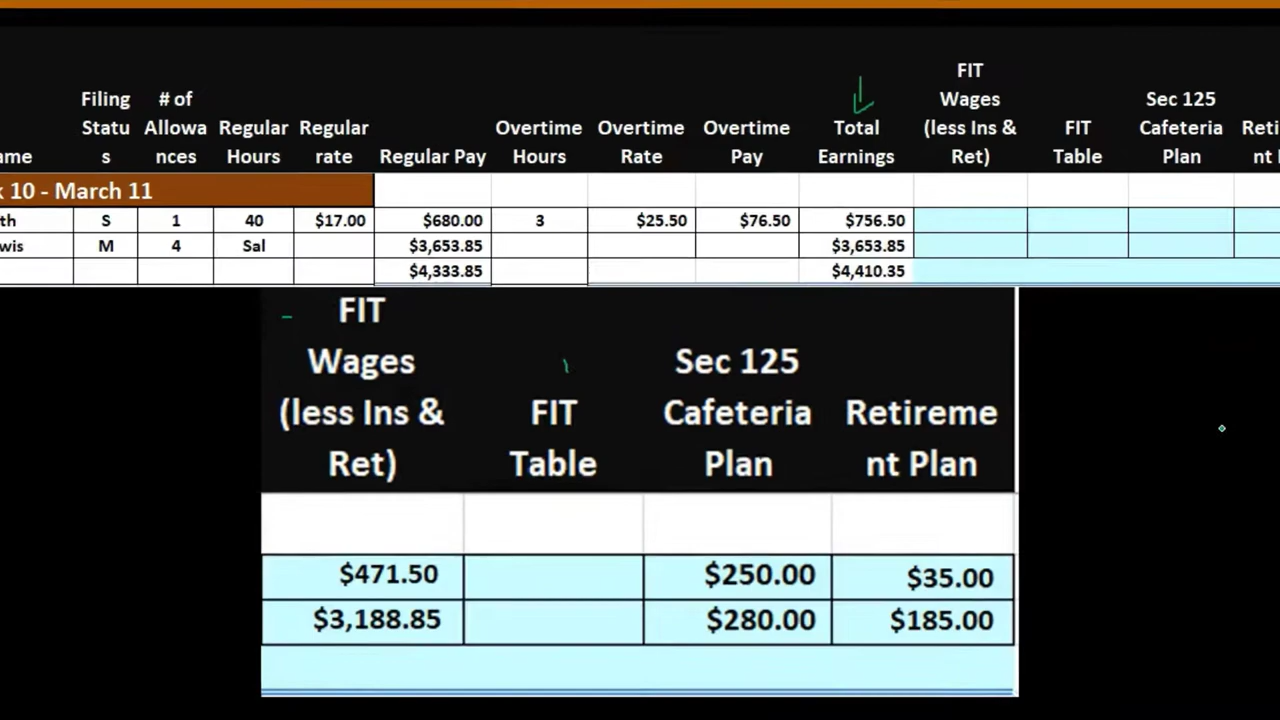 FIT
Filing # of Wages Sec 125
Statu Allowa Regular Regular Overtime Overtime Overtime Total (less Ins & FIT Cafeteria Reti
ame s nces Hours rate Regular Pay Hours Rate Pay Earnings Ret) Table Plan nt P
k 10 - March 11
th S 1 40 $17.00 $680.00 3 $25.50 $76.50 $756.50
wis M 4 Sal $3,653.85 $3,653.85
$4,333.85 $4,410.35
FIT
Wages Sec 125
(less Ins & FIT Cafeteria Retireme
Ret) Table Plan nt Plan
$471.50 $250.00 $35.00
$3,188.85 $280.00 $185.00